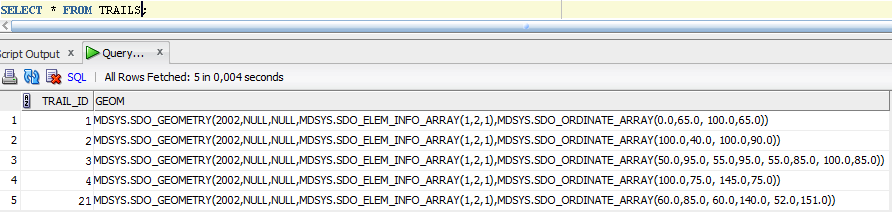 SELECT * FROM TRAILS;
Script Output × Query... ×
SQL | All Rows Fetched: 5 in 0,004 seconds
TRAIL_ID GEOM
1 1 MDSYS.SDO_GEOMETRY(2002,NULL,NULL,MDSYS.SDO_ELEM_INFO_ARRAY(1,2,1),MDSYS.SDO_ORDINATE_ARRAY(0.0,65.0, 100.0,65.0))
2 2 MDSYS.SDO_GEOMETRY(2002,NULL,NULL,MDSYS.SDO_ELEM_INFO_ARRAY(1,2,1),MDSYS.SDO_ORDINATE_ARRAY(100.0,40.0, 100.0,90.0))
3 3 MDSYS.SDO_GEOMETRY(2002,NULL,NULL,MDSYS.SDO_ELEM_INFO_ARRAY(1,2,1),MDSYS.SDO_ORDINATE_ARRAY(50.0,95.0, 55.0,95.0, 55.0,85.0, 100.0,85.0))
4 4 MDSYS.SDO_GEOMETRY(2002,NULL,NULL,MDSYS.SDO_ELEM_INFO_ARRAY(1,2,1),MDSYS.SDO_ORDINATE_ARRAY(100.0,75.0, 145.0,75.0))
5 21 MDSYS.SDO_GEOMETRY(2002,NULL,NULL,MDSYS.SDO_ELEM_INFO_ARRAY(1,2,1),MDSYS.SDO_ORDINATE_ARRAY(60.0,85.0, 60.0,140.0, 52.0,151.0))